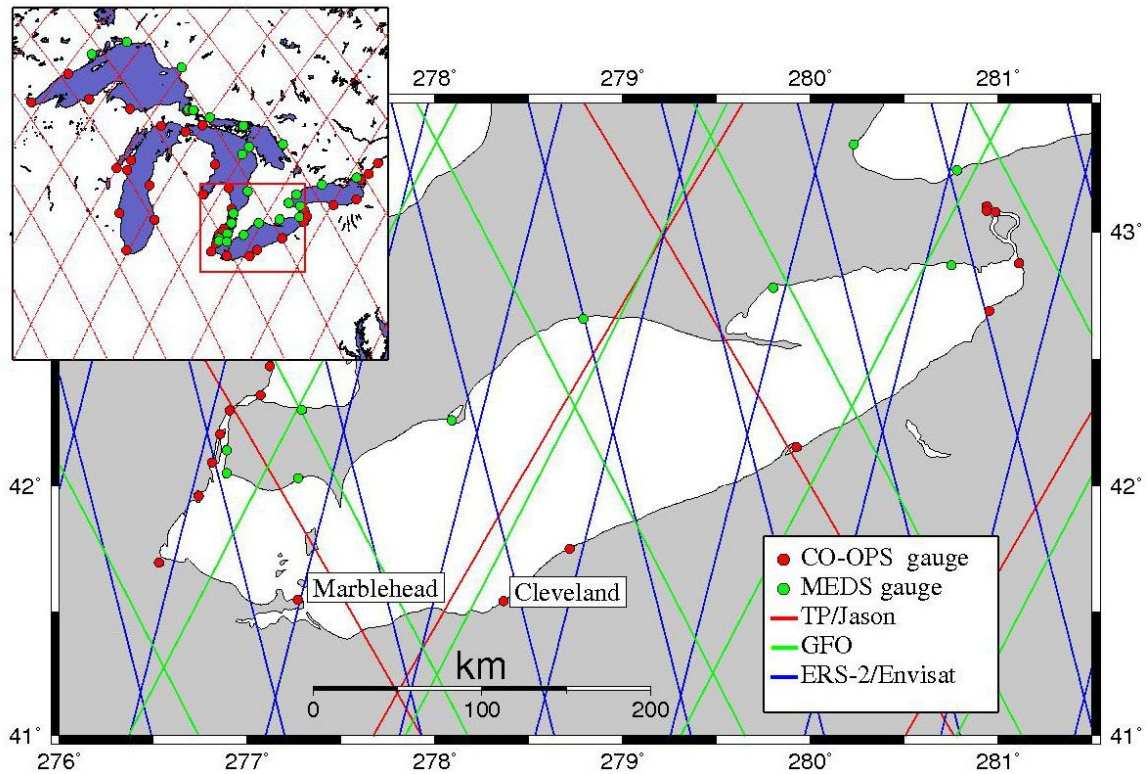 278° 279° 280° 281°
43°
42° 42°
Marblehead Cleveland
CO-OPS gauge
MEDS gauge
TP/Jason
GFO
ERS-2/Envisat
km
0 100 200
41° 41°
276° 277° 278° 279° 280° 281°